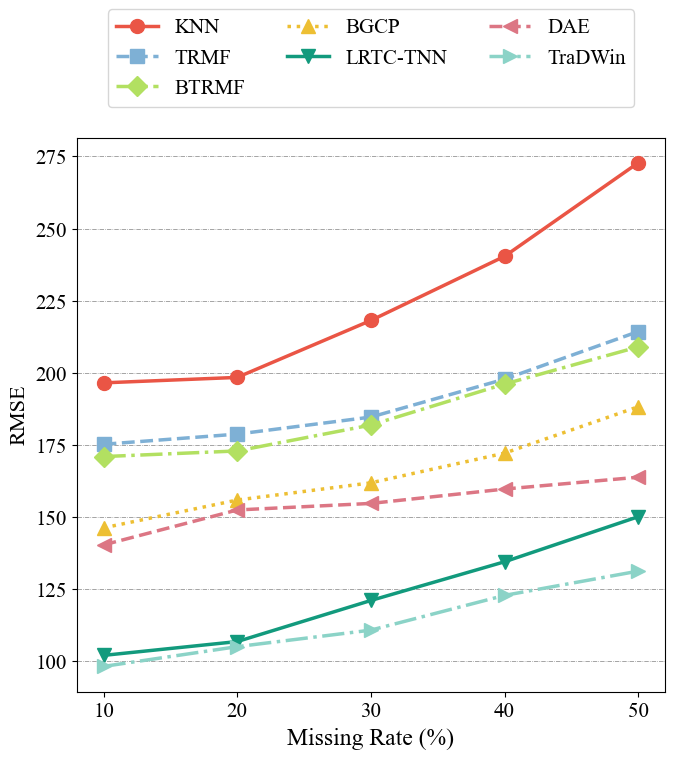 KNN
TRMF
BTRMF
BGCP
LRTC-TNN
DAE
TraDWin
275
250
225
200
175
150
125
100
RMSE
10 20 30 40 50
Missing Rate (%)